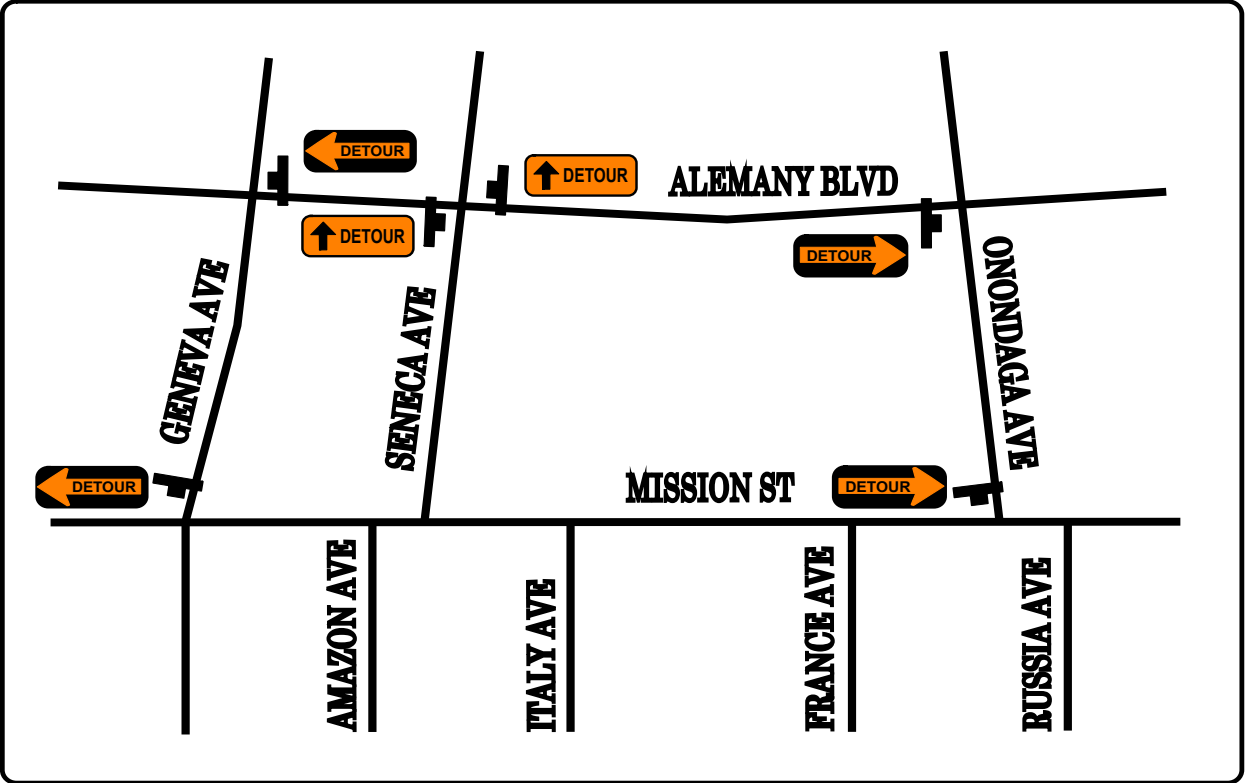 DETOUR
DETOUR
ALEMANY BLVD
DETOUR
DETOUR
GENEVA AVE
SENECA AVE
ONONDAGA AVE
DETOUR
MISSION ST
DETOUR
AMAZON AVE
ITALY AVE
FRANCE AVE
RUSSIA AVE